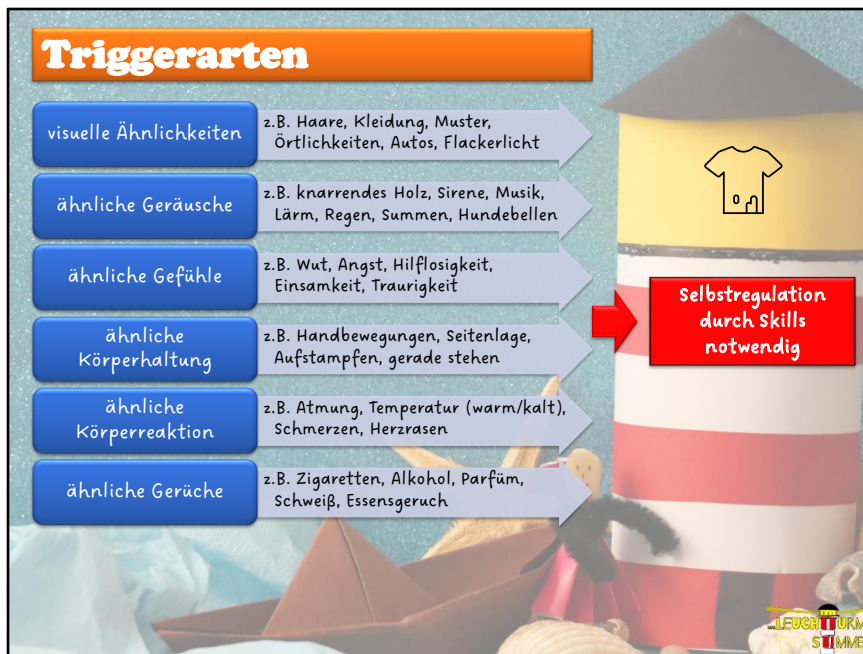 Triggerarten
visuelle Ähnlichkeiten
z.B. Haare, Kleidung, Muster,
Örtlichkeiten, Autos, Flackerlicht
ähnliche Geräusche
z.B. knarrendes Holz, Sirene, Musik,
Lärm, Regen, Summen, Hundebellen
ähnliche Gefühle
z.B. Wut, Angst, Hilflosigkeit,
Einsamkeit, Traurigkeit
ähnliche
Körperhaltung
z.B. Handbewegungen, Seitenlage,
Aufstampfen, gerade stehen
ähnliche
Körperreaktion
z.B. Atmung, Temperatur (warm/kalt),
Schmerzen, Herzrasen
ähnliche Gerüche
z.B. Zigaretten, Alkohol, Parfüm,
Schweiß, Essensgeruch
Selbstregulation
durch Skills
notwendig